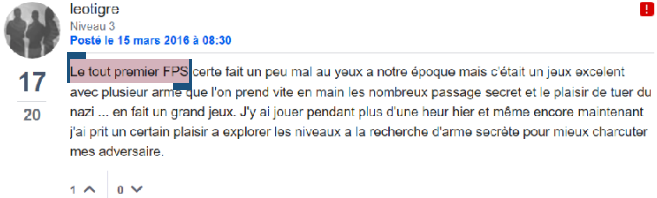 leotigre
Niveau 3
Posté le 15 mars 2016 à 08:30
17
20
Le tout premier FPS certe fait un peu mal au yeux a notre époque mais c'était un jeux excelent
avec plusieur arme que l'on prend vite en main les nombreux passage secret et le plaisir de tuer du
nazi ... en fait un grand jeux. J'y ai jouer pendant plus d'une heur hier et même encore maintenant
j'ai prit un certain plaisir a explorer les niveaux a la recherche d'arme secrète pour mieux charcuter
mes adversaire.
1 0